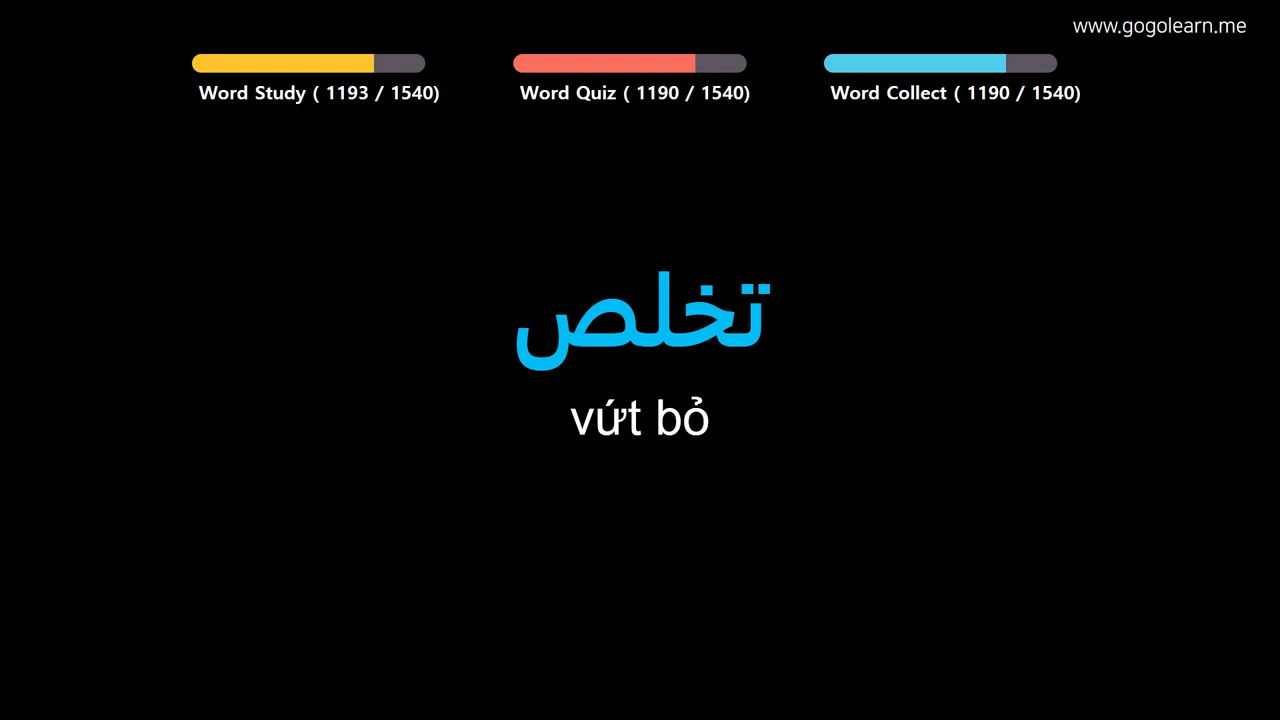 www.gogolearn.me
Word Study ( 1193 / 1540)
Word Quiz ( 1190 / 1540)
Word Collect ( 1190 / 1540)
تخلص
vứt bỏ